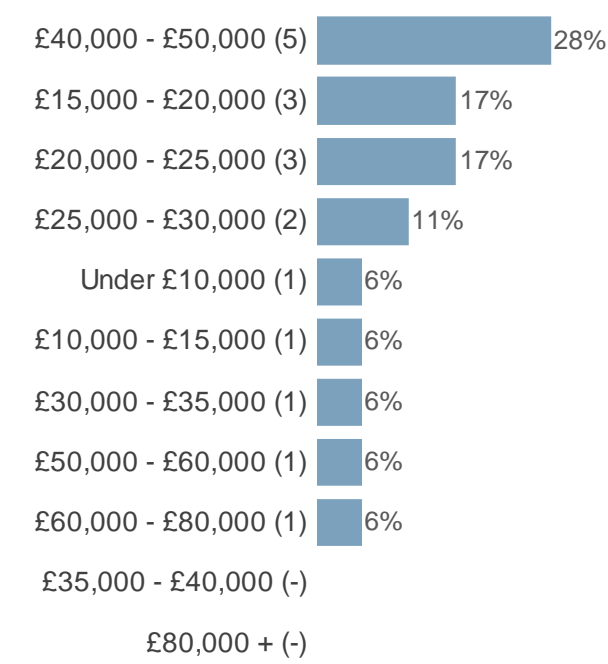 £40,000 - £50,000 (5) 28%
£15,000 - £20,000 (3) 17%
£20,000 - £25,000 (3) 17%
£25,000 - £30,000 (2) 11%
Under £10,000 (1) 6%
£10,000 - £15,000 (1) 6%
£30,000 - £35,000 (1) 6%
£50,000 - £60,000 (1) 6%
£60,000 - £80,000 (1) 6%
£35,000 - £40,000 (-)
£80,000 + (-)